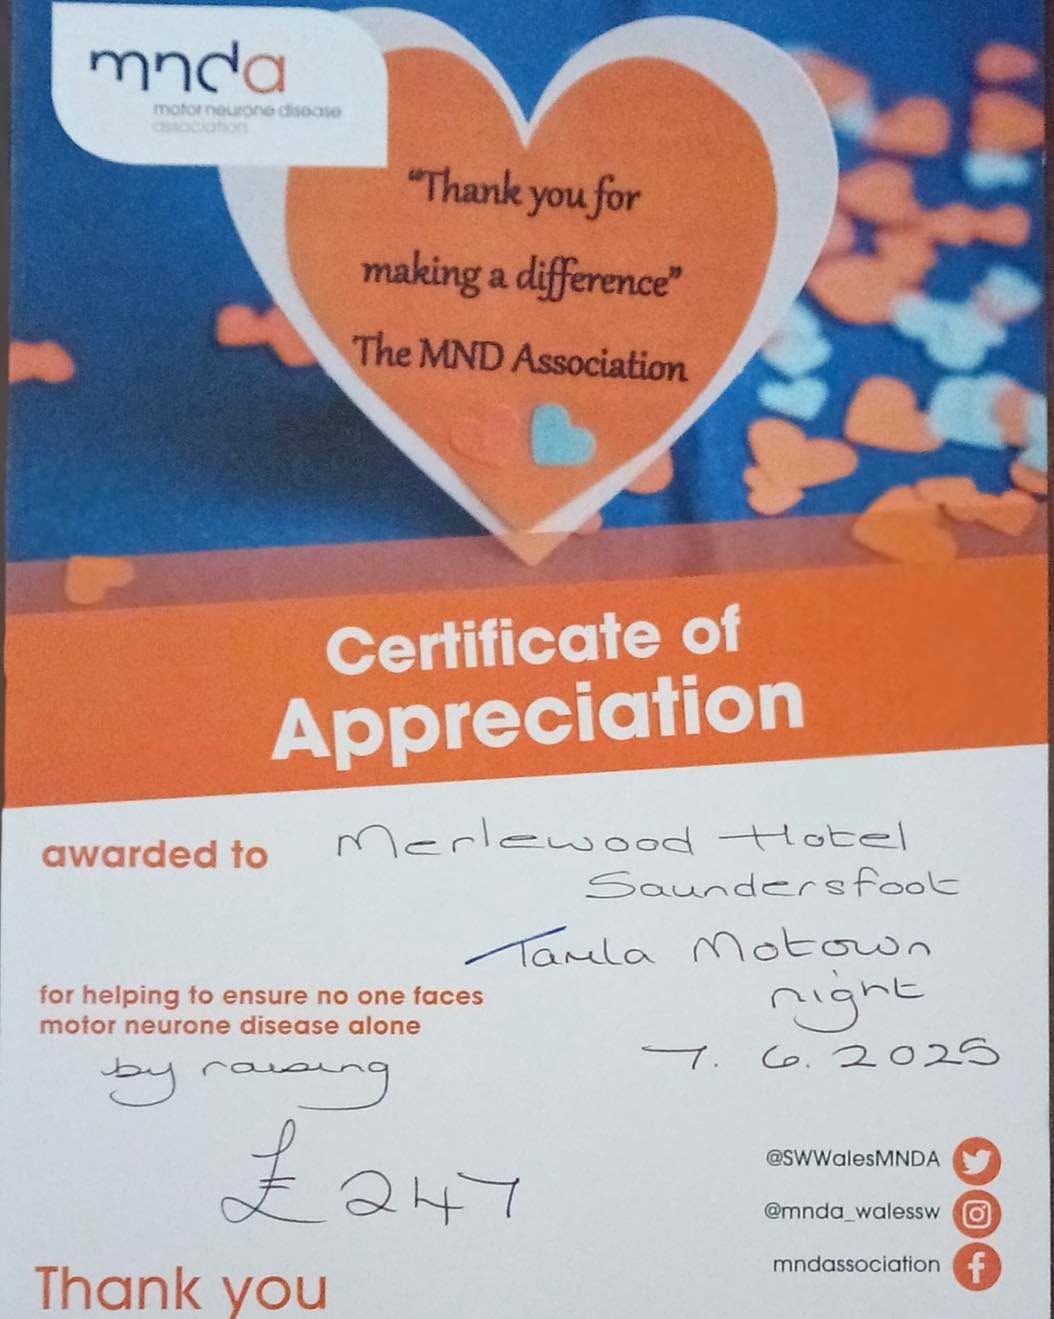 mnda
motor neurone disease
association
“Thank you for
making a difference”
The MND Association
Certificate of
Appreciation
awarded to Merlewood Hotel
Saundersfoot
Tamla Motown
night
for helping to ensure no one faces
motor neurone disease alone
7. 6. 2025
by raising
£247
@SWWalesMNDA
@mnda_walessw
mndassociation
Thank you